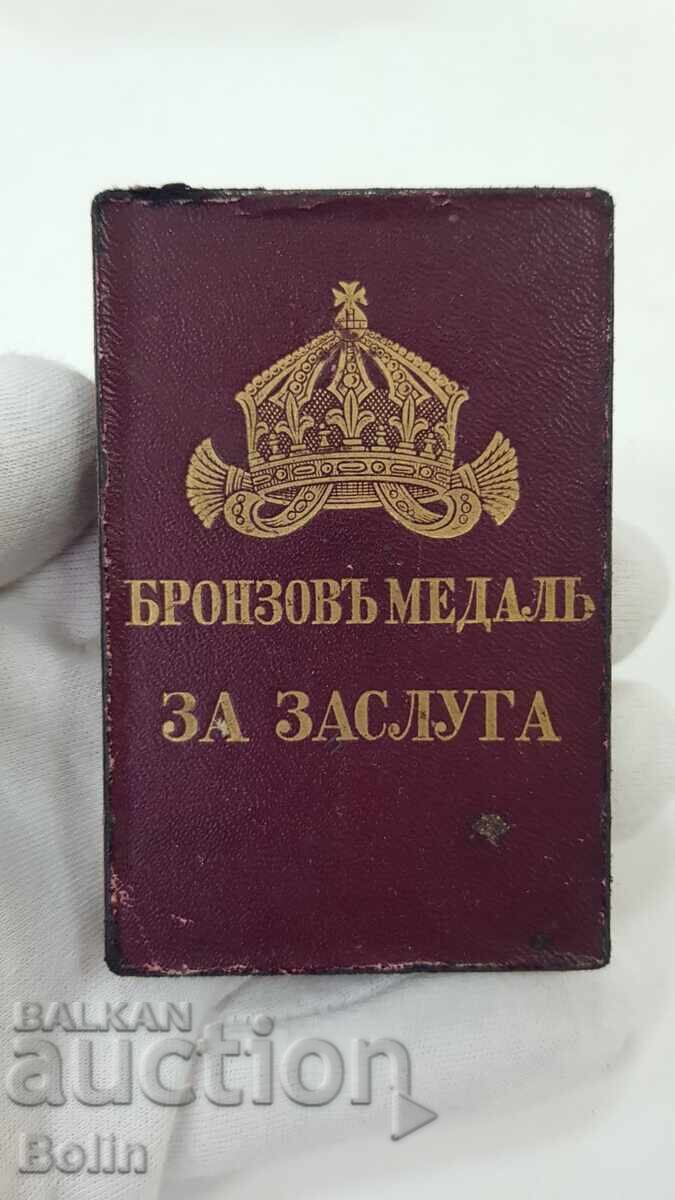 БРОНЗОВЪ МЕДАЛЬ
ЗА ЗАСЛУГА
BALKAN
auction
Bolin